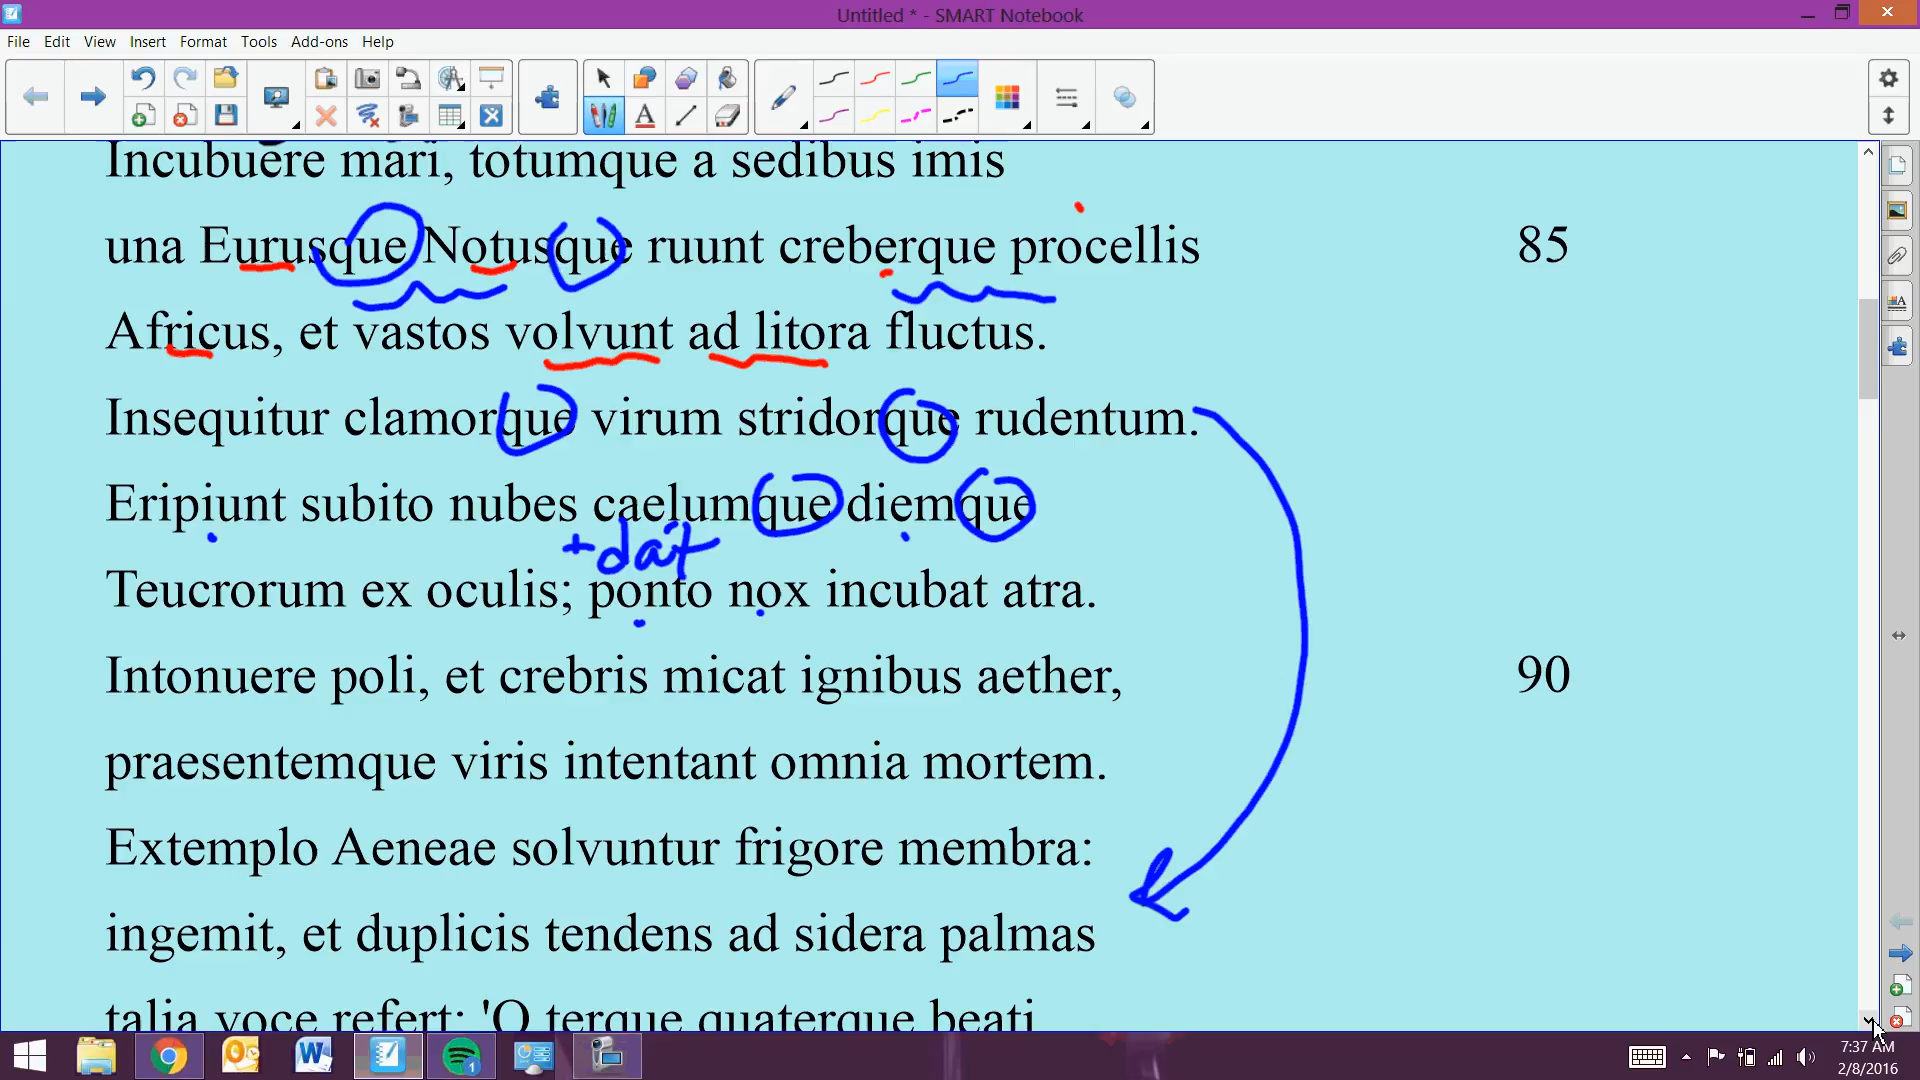 Untitled * - SMART Notebook
File Edit View Insert Format Tools Add-ons Help
Incubuere mari, totumque a sedibus imis
una Eurusque Notusque ruunt creberque procellis 85
Africus, et vastos volvunt ad litora fluctus.
Insequitur clamorque virum stridorque rudentum.
Eripiunt subito nubes caelumque diemque
+dat
Teucrorum ex oculis; ponto nox incubat atra.
Intonuere poli, et crebris micat ignibus aether, 90
praesentemque viris intentant omnia mortem.
Extemplo Aeneae solvuntur frigore membra:
ingemit, et duplicis tendens ad sidera palmas
talia voce refert: 'O terque quaterque beati
7:37 AM
2/8/2016